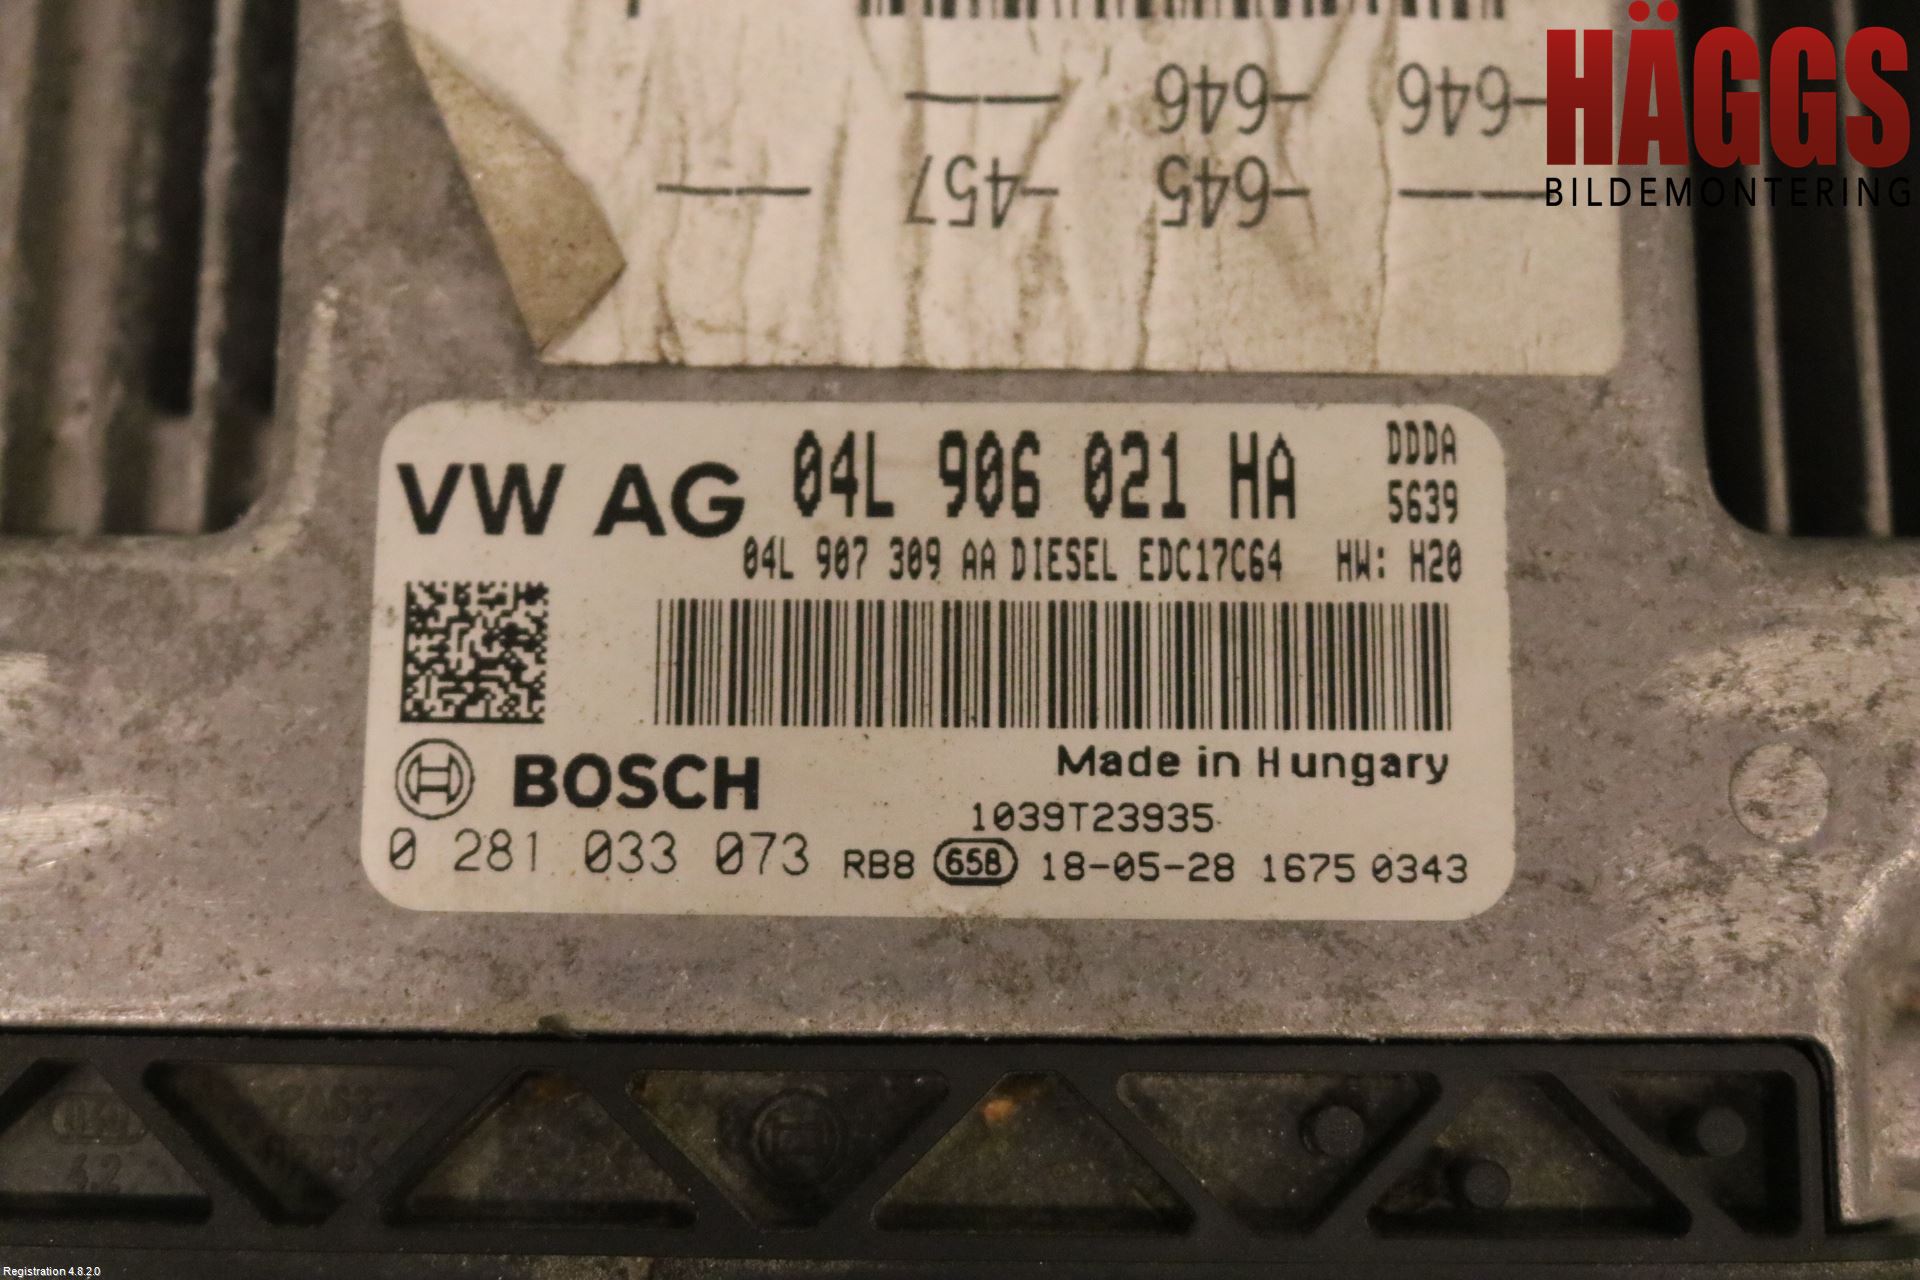 HÄGGS
BILDEMONTERING
-646 -646 ---
--- -645 -457 ---
VW AG 04L 906 021 HA DDDA
5639
04L 907 309 AA DIESEL EDC17C64 HW: H20
Made in Hungary
BOSCH
1039T23935
0 281 033 073 RB8 658 18-05-28 1675 0343
42
Registration 4.8.2.0